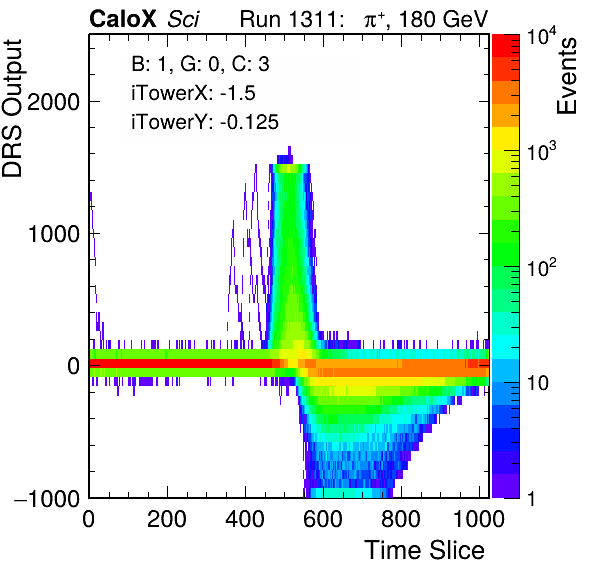 CaloX Sci Run 1311: π⁺, 180 GeV
B: 1, G: 0, C: 3
iTowerX: -1.5
iTowerY: -0.125
DRS Output
2000
1000
0
−1000
0 200 400 600 800 1000
Time Slice
Events
10⁴
10³
10²
10
1